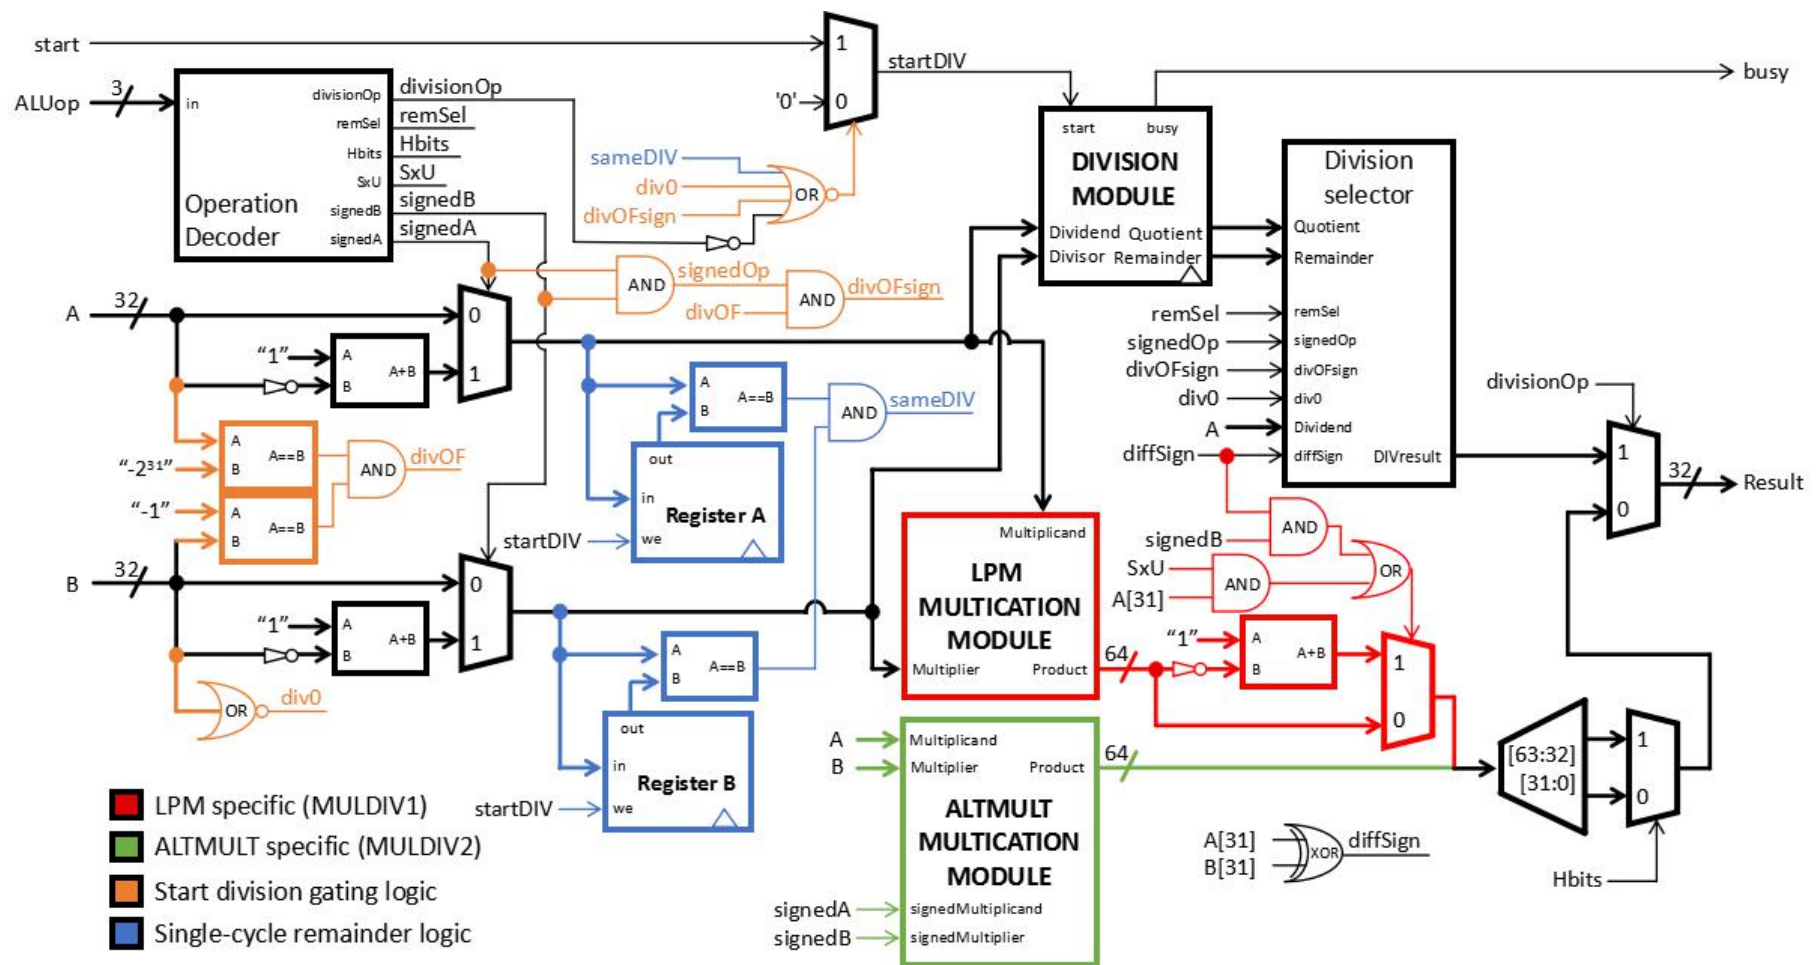 start
1
startDIV
busy
ALUop
3
in
divisionOp
divisionOp
'0'
0
remSel
remSel
Hbits
Hbits
SxU
SxU
signedB
signedB
signedA
signedA
Operation
Decoder
sameDIV
div0
divOFsign
OR
start
busy
DIVISION
MODULE
Dividend
Quotient
Divisor
Remainder
Division
selector
Quotient
Remainder
remSel
remSel
signedOp
signedOp
divOFsign
divOFsign
div0
div0
A
Dividend
diffSign
diffSign
DIVresult
AND
signedOp
divOF
AND
divOFsign
A
32
0
"1"
A
B
A+B
1
A
B
A==B
"-2³¹"
"-1"
A
B
A==B
AND
divOF
A
B
A==B
AND
sameDIV
out
in
Register A
startDIV
we
divisionOp
1
0
32
Result
B
32
0
"1"
A
B
A+B
1
OR
div0
A
B
A==B
out
in
Register B
startDIV
we
Multiplicand
LPM
MULTICATION
MODULE
Multiplier
Product
64
signedB
AND
SxU
A[31]
AND
OR
"1"
A
B
A+B
1
0
A
B
Multiplicand
Multiplier
Product
64
ALTMULT
MULTICATION
MODULE
signedA
signedB
signedMultiplicand
signedMultiplier
[63:32]
[31:0]
1
0
Hbits
A[31]
B[31]
XOR
diffSign
LPM specific (MULDIV1)
ALTMULT specific (MULDIV2)
Start division gating logic
Single-cycle remainder logic